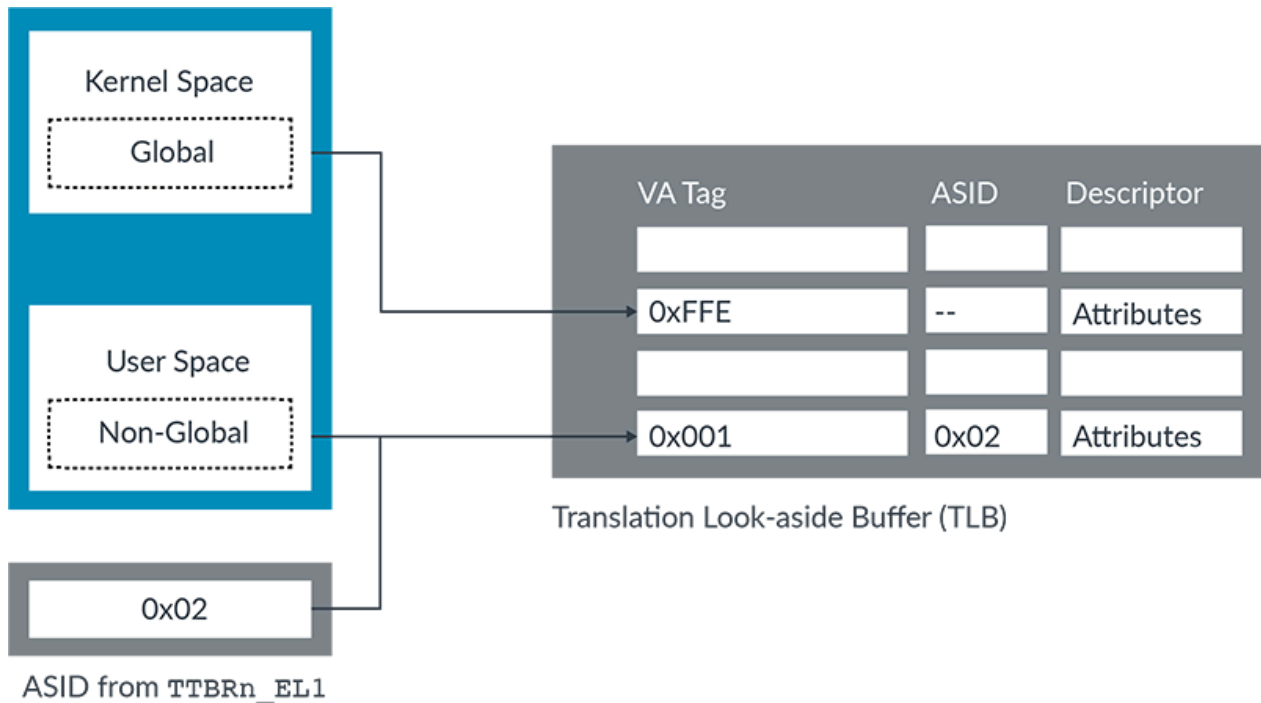 Kernel Space
Global
User Space
Non-Global
0x02
ASID from TTBRn_EL1
VA Tag ASID Descriptor
0xFFE -- Attributes
0x001 0x02 Attributes
Translation Look-aside Buffer (TLB)